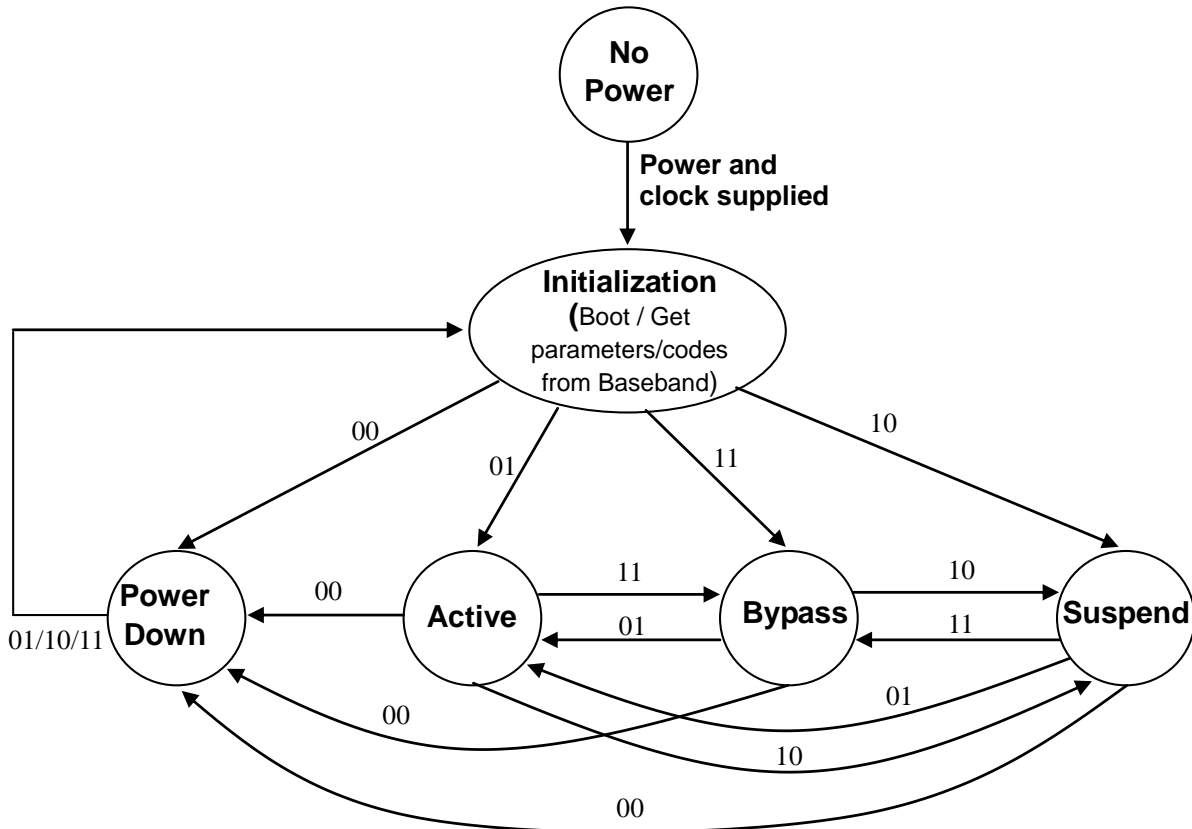 No
Power
Power and
clock supplied
Initialization
(Boot / Get
parameters/codes
from Baseband)
00
01
11
10
Power
Down
01/10/11
00
Active
11
01
Bypass
10
11
Suspend
00
01
10
00